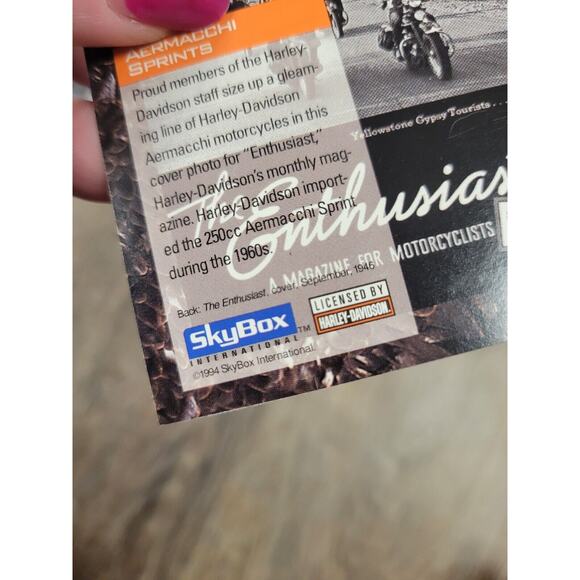 AERMACCHI
SPRINTS
Proud members of the Harley-
Davidson staff size up a gleam-
ing line of Harley-Davidson
Aermacchi motorcycles in this
cover photo for "Enthusiast,"
Harley-Davidson's monthly mag-
azine. Harley-Davidson import-
ed the 250cc Aermacchi Sprint
during the 1960s.
Yellowstone Gypsy Tourists . . .
The
Enthusias
A MAGAZINE FOR MOTORCYCLISTS
Back: The Enthusiast, cover, September, 1946
SkyBox™
INTERNATIONAL
LICENSED BY
HARLEY-DAVIDSON
©1994 SkyBox International.